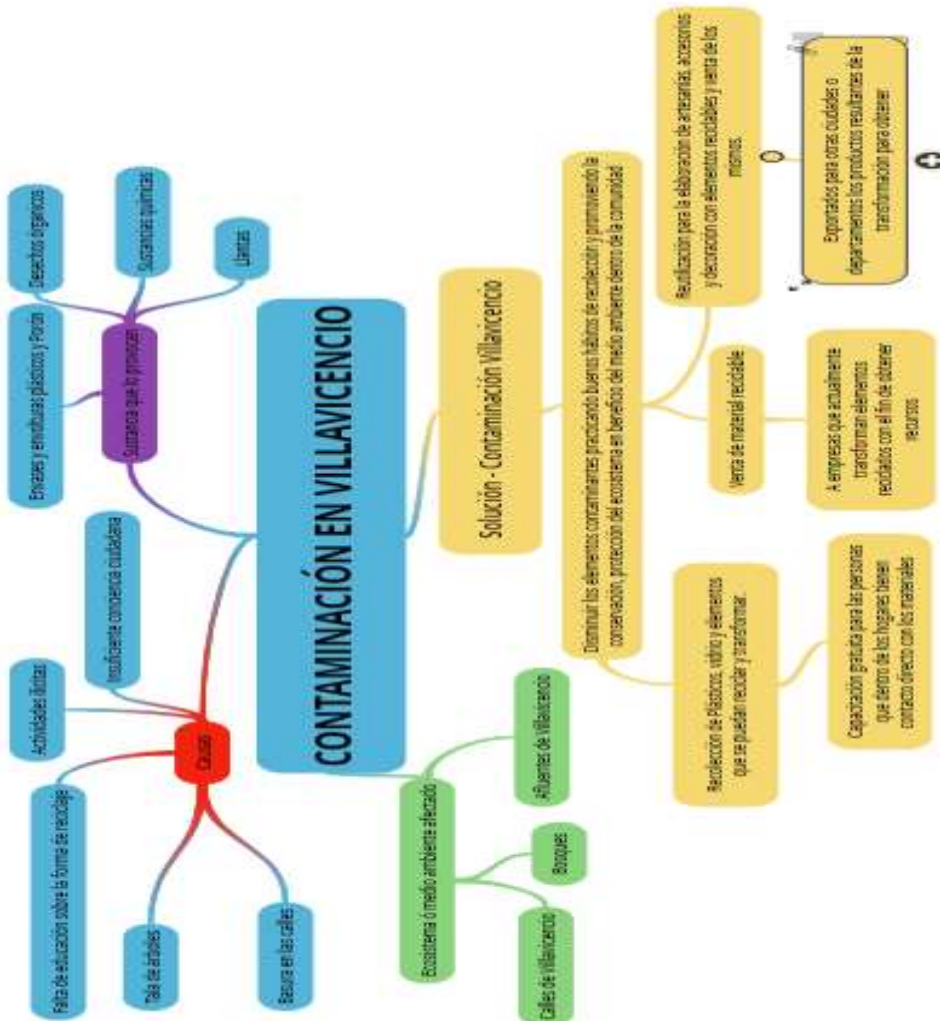 Falta de educación sobre la forma de reciclaje
Actividades ilícitas
Insuficiente conciencia ciudadana
Tala de árboles
Causas
Basura en las calles
Envases y envolturas plásticos y Porón
Desechos órganicos
Sustancia que lo provocan
Sustancias químicas
Llantas
CONTAMINACIÓN EN VILLAVICENCIO
Ecosistema ó medio ambiente afectado
Calles de Villavicencio
Bosques
Afluentes de Villavicencio
Solución - Contaminación Villavicencio
Disminuir los elementos contaminantes practicando buenos hábitos de recolección y promoviendo la
conservación, protección del ecosistema en beneficio del medio ambiente dentro de la comunidad
Recolección de Plásticos, vidrio y elementos
que se puedan reciclar y transformar.
Capacitación gratuita para las personas
que dentro de los hogares tienen
contacto directo con los materiales
Venta de material reciclable
A empresas que actualmente
transforman elementos
reciclados con el fin de obtener
recursos
Reutilización para la elaboración de artesanías, accesorios
y decoración con elementos reciclables y venta de los
mismos.
Exportados para otras ciudades o
departamentos los productos resultantes de la
transformación para obtener